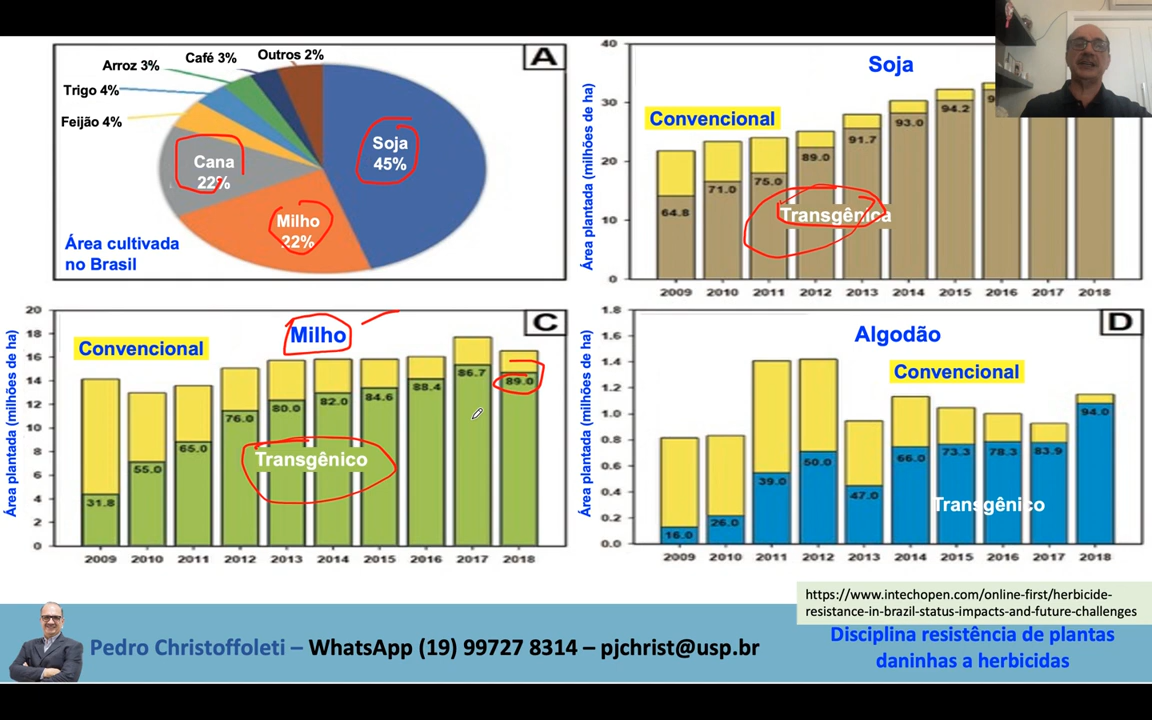 A
Outros 2%
Café 3%
Arroz 3%
Trigo 4%
Feijão 4%
Soja
45%
Cana
22%
Milho
22%
Área cultivada
no Brasil
Soja
Área plantada (milhões de ha)
40
30
20
10
0
Convencional
Transgênica
64.8
71.0
75.0
89.0
91.7
93.0
94.2
2009 2010 2011 2012 2013 2014 2015 2016 2017 2018
C
Milho
Área plantada (milhões de ha)
20
18
16
14
12
10
8
6
4
2
0
Convencional
Transgênico
31.8
55.0
65.0
76.0
80.0
82.0
84.6
88.4
86.7
89.0
2009 2010 2011 2012 2013 2014 2015 2016 2017 2018
D
Algodão
Área plantada (milhões de ha)
1.8
1.6
1.4
1.2
1.0
0.8
0.6
0.4
0.2
0.0
Convencional
Transgênico
16.0
26.0
39.0
50.0
47.0
66.0
73.3
78.3
83.9
94.0
2009 2010 2011 2012 2013 2014 2015 2016 2017 2018
https://www.intechopen.com/online-first/herbicide-
resistance-in-brazil-status-impacts-and-future-challenges
Pedro Christoffoleti – WhatsApp (19) 99727 8314 – pjchrist@usp.br
Disciplina resistência de plantas
daninhas a herbicidas